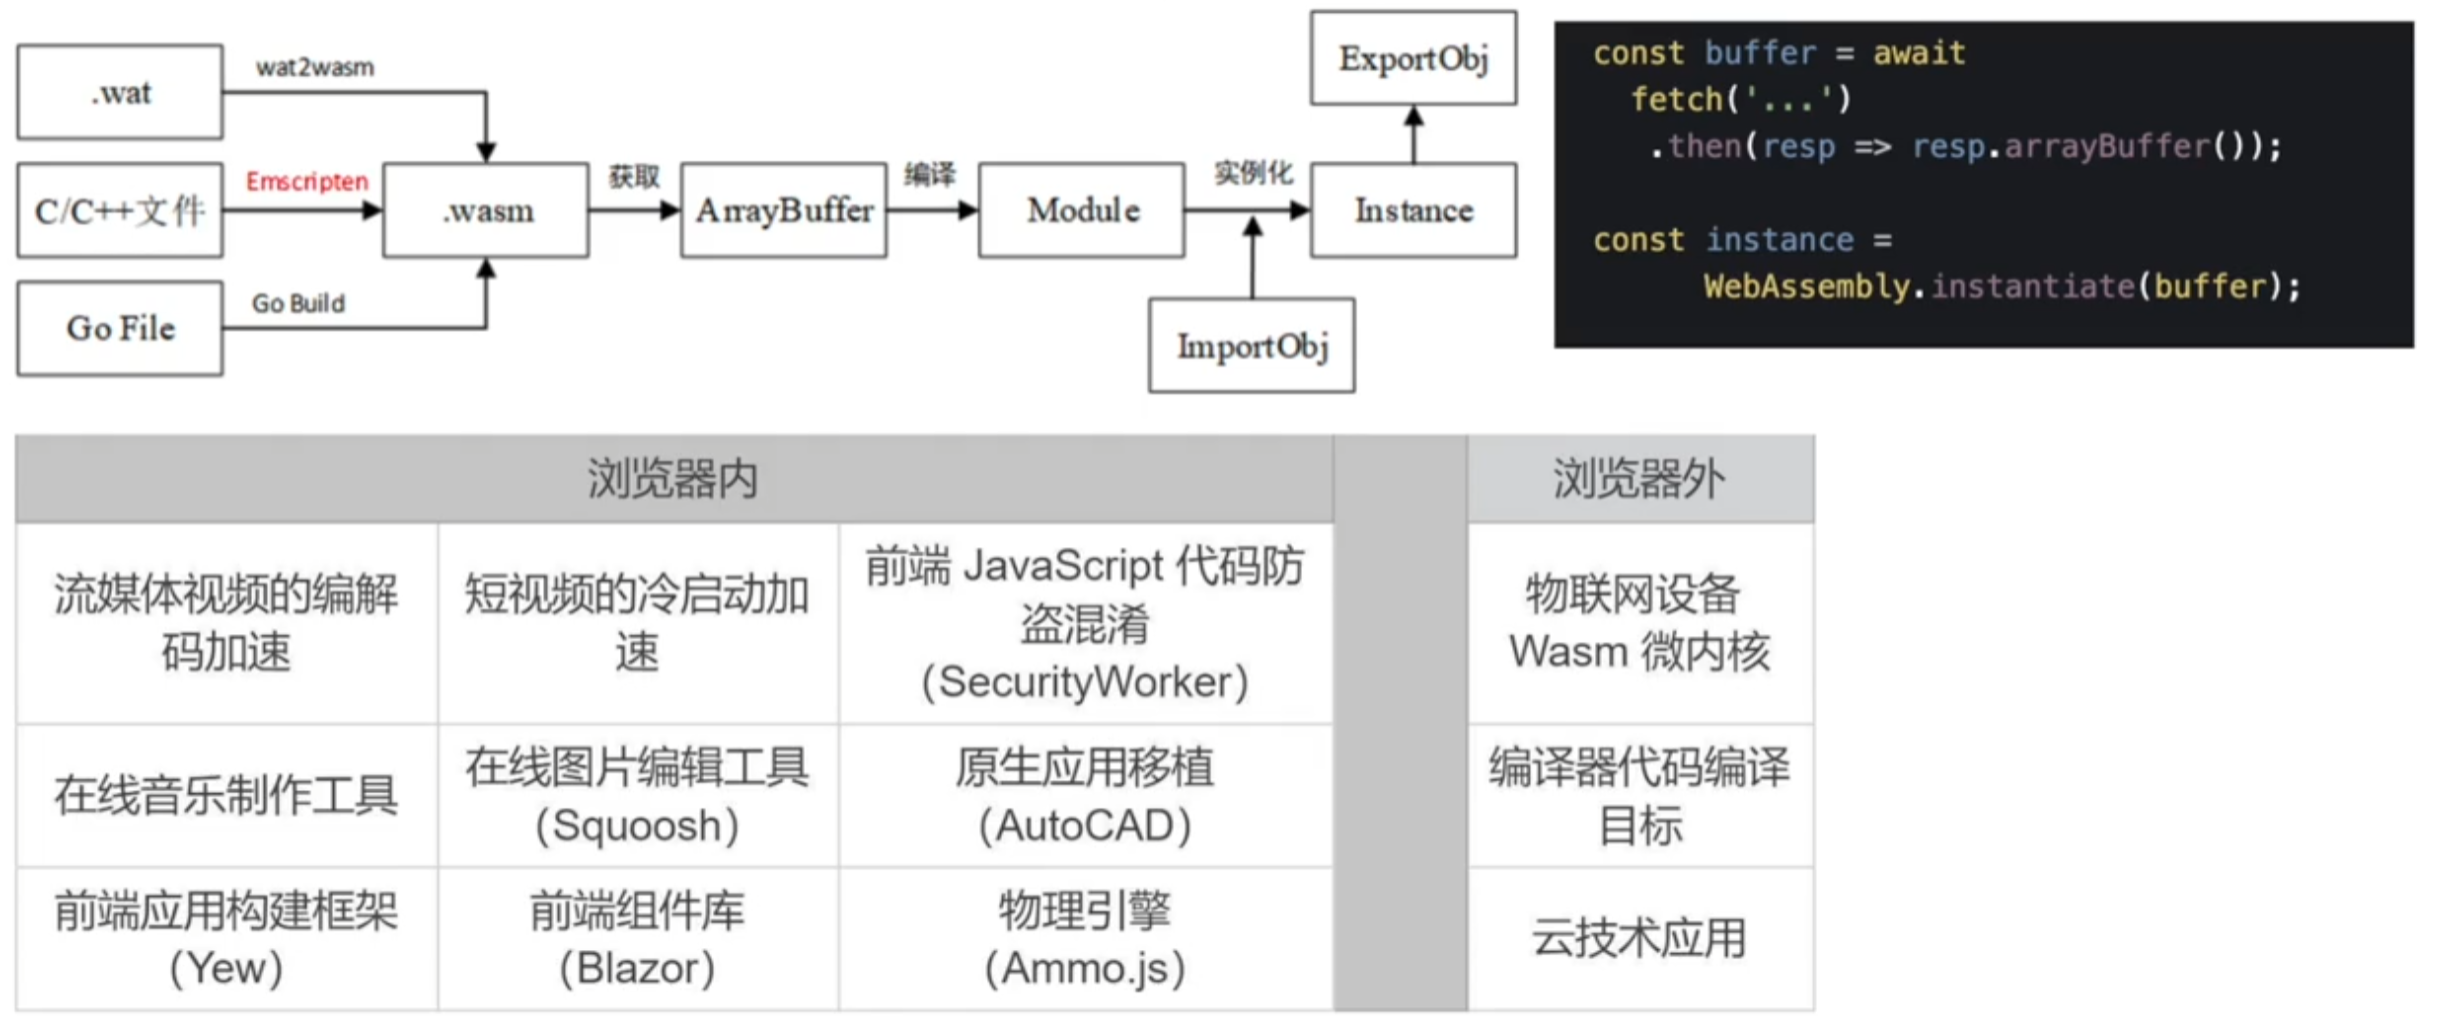 .wat
wat2wasm
C/C++文件
Emscripten
Go File
Go Build
.wasm
获取
ArrayBuffer
编译
Module
实例化
ImportObj
Instance
ExportObj
const buffer = await
fetch('...')
.then(resp => resp.arrayBuffer());
const instance =
WebAssembly.instantiate(buffer);
浏览器内
浏览器外
流媒体视频的编解
码加速
短视频的冷启动加
速
前端 JavaScript 代码防
盗混淆
（SecurityWorker）
物联网设备
Wasm 微内核
在线音乐制作工具
在线图片编辑工具
（Squoosh）
原生应用移植
（AutoCAD）
编译器代码编译
目标
前端应用构建框架
（Yew）
前端组件库
（Blazor）
物理引擎
（Ammo.js）
云技术应用